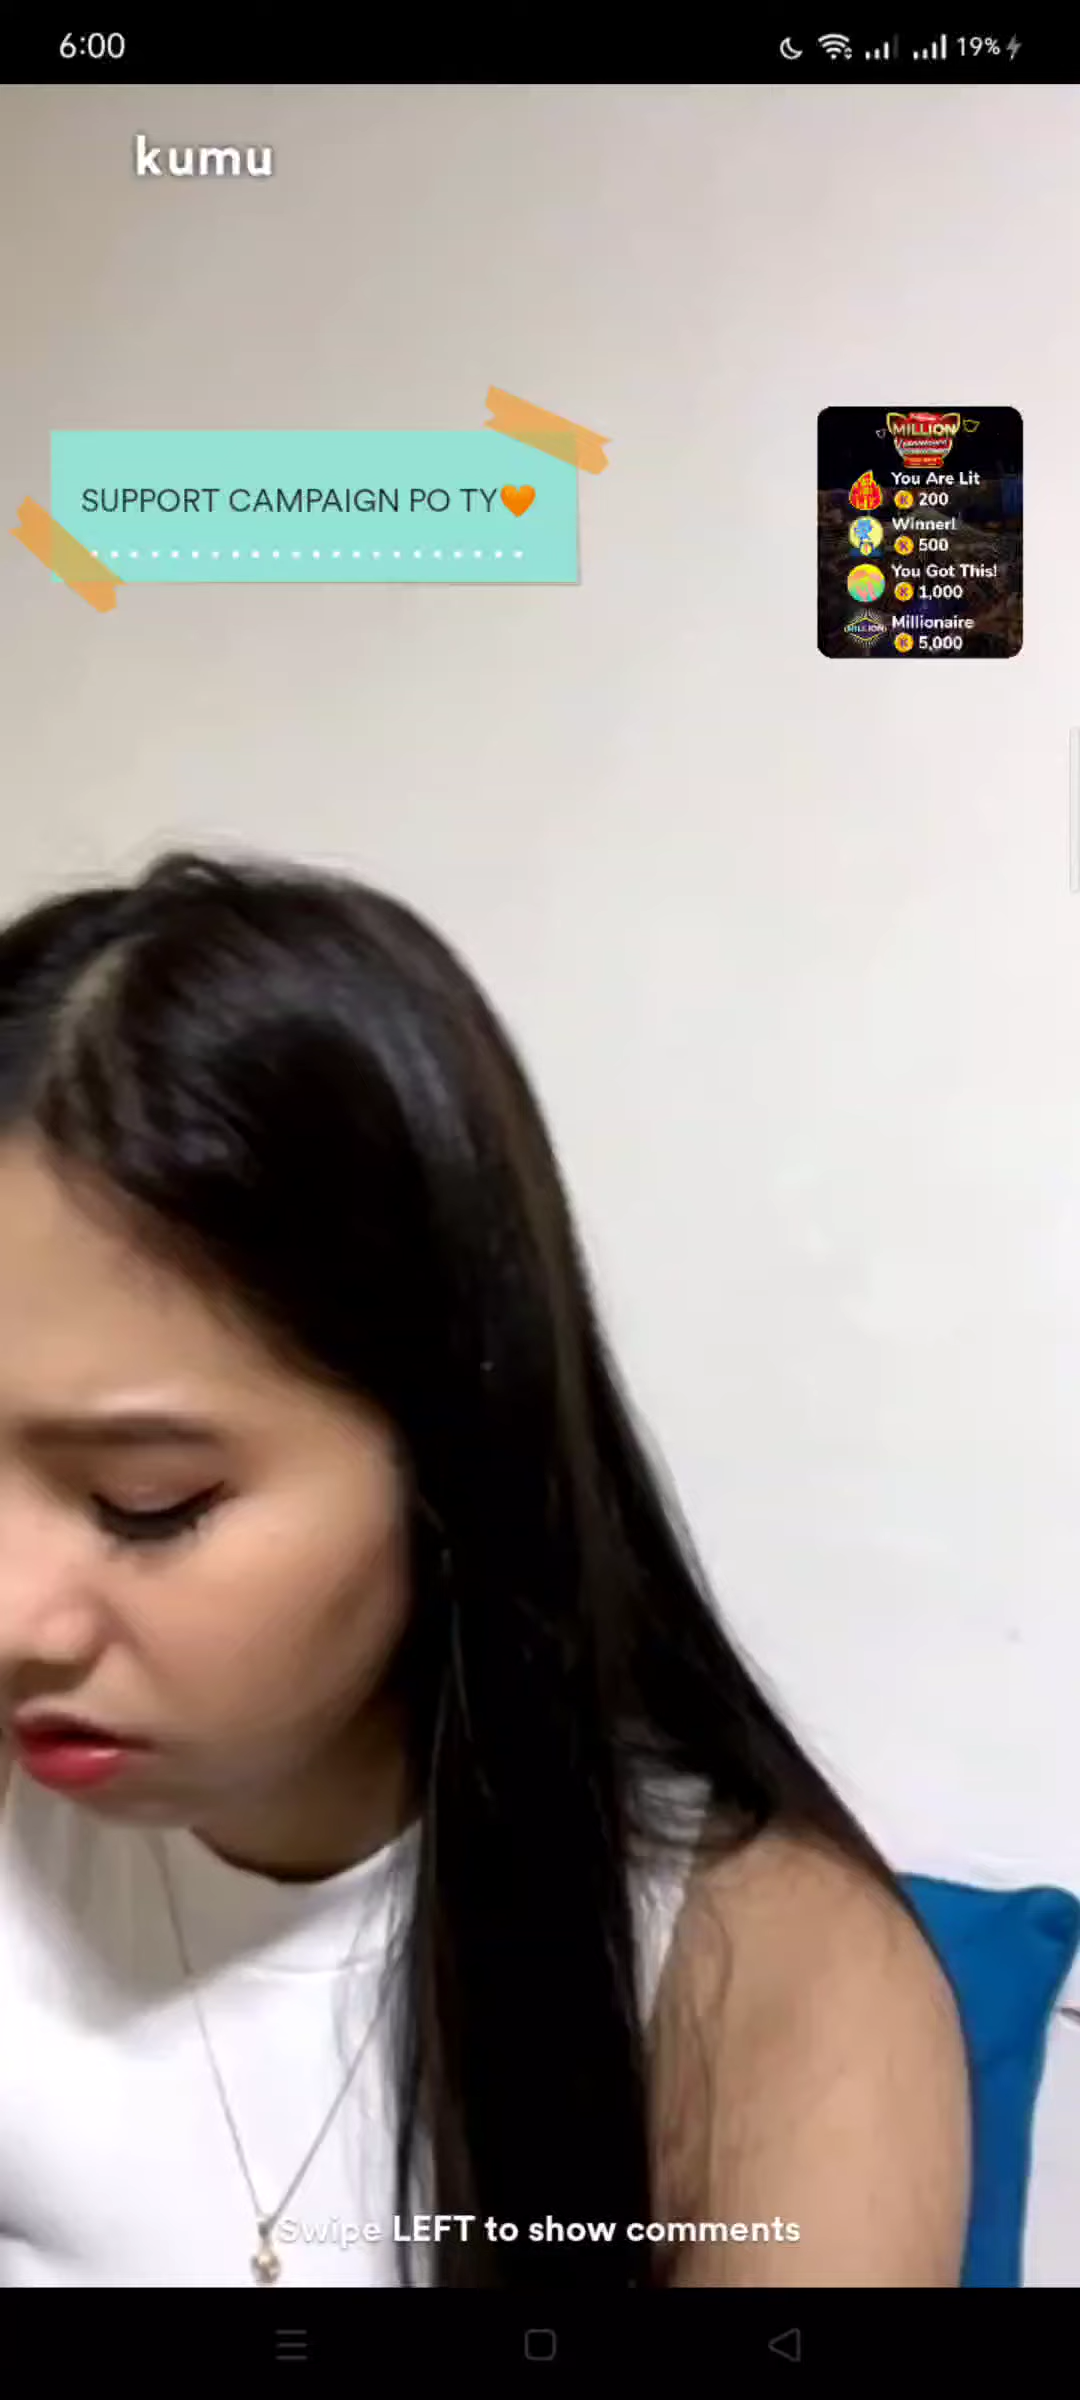 6:00
19%
kumu
SUPPORT CAMPAIGN PO TY🧡
MILLION
You Are Lit
200
Winner!
500
You Got This!
1,000
MILLION
Millionaire
5,000
Swipe LEFT to show comments